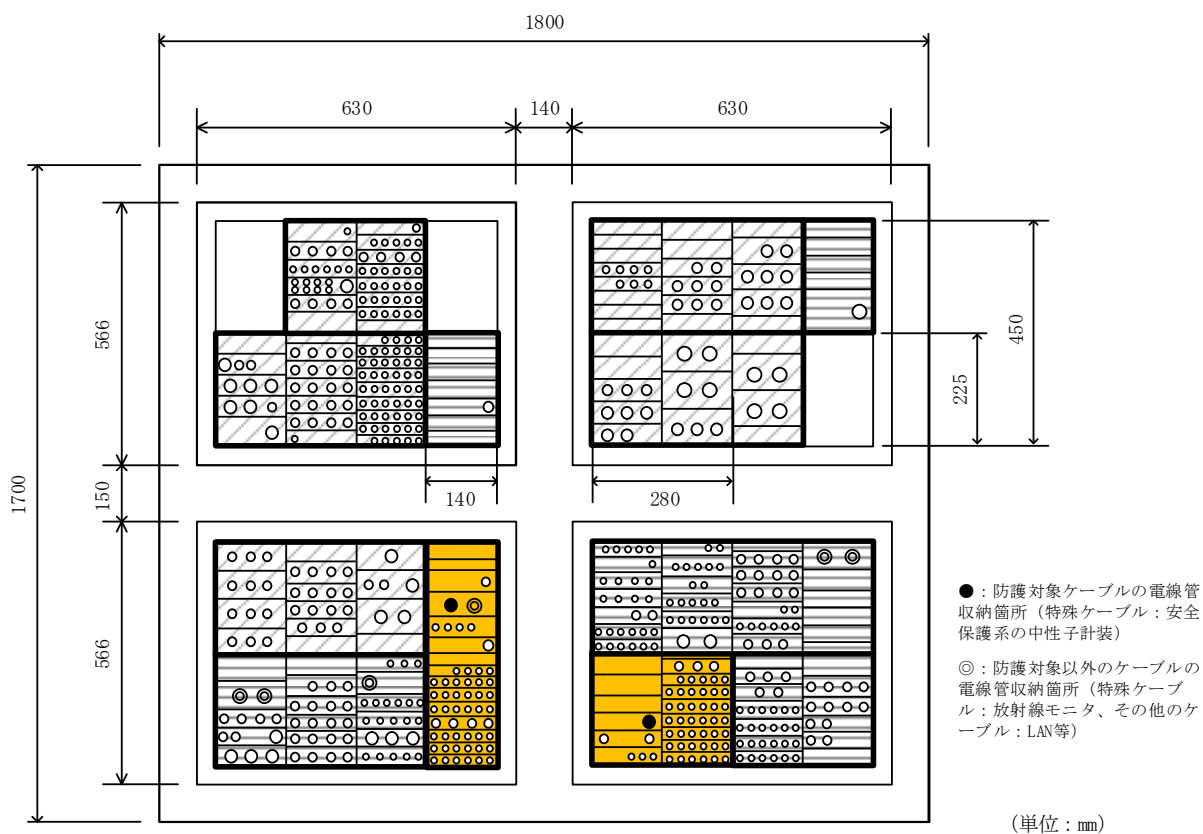 1800
630
140
630
1700
566
450
225
150
140
280
566
●：防護対象ケーブルの電線管
収納箇所（特殊ケーブル：安全
保護系の中性子計装）
◎：防護対象以外のケーブルの
電線管収納箇所（特殊ケーブ
ル：放射線モニタ、その他のケ
ーブル：LAN等）
（単位：mm）